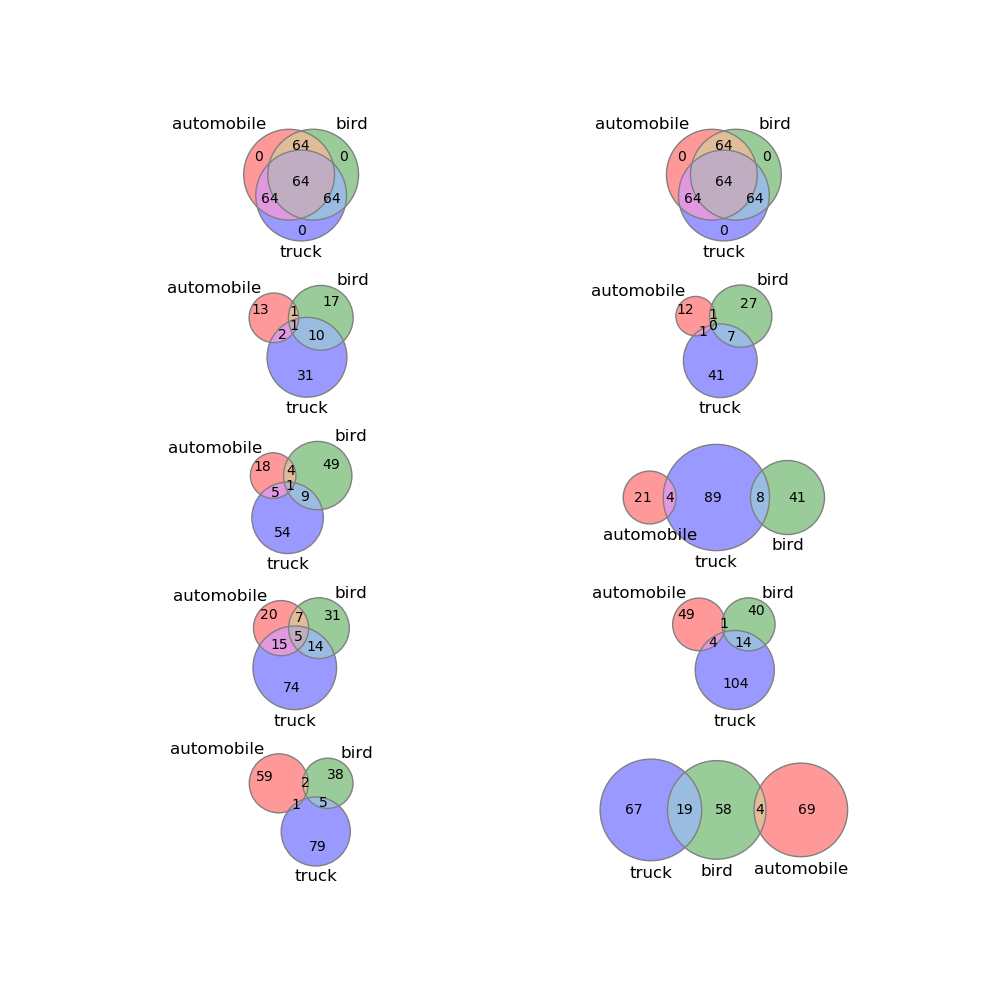 automobile bird
0 64 0
64
64 64
0
truck
automobile bird
0 64 0
64
64 64
0
truck
automobile bird
13 1 17
1
2 10
31
truck
automobile bird
12 1 27
0
1 7
41
truck
automobile bird
18 4 49
1
5 9
54
truck
21 4 89 8 41
automobile bird
truck
automobile bird
20 7 31
5
15 14
74
truck
automobile bird
49 1 40
4 14
104
truck
automobile bird
59 2 38
1 5
79
truck
67 19 58 4 69
truck bird automobile